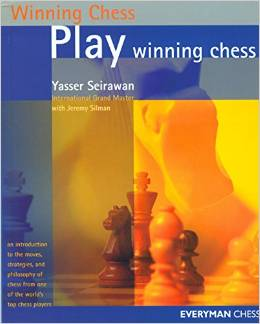 Winning Chess
Play winning chess
Yasser Seirawan
International Grand Master
with Jeremy Silman
an introduction
to the moves,
strategies, and
philosophy of
chess from one
of the world's
top chess players
EVERYMAN CHESS